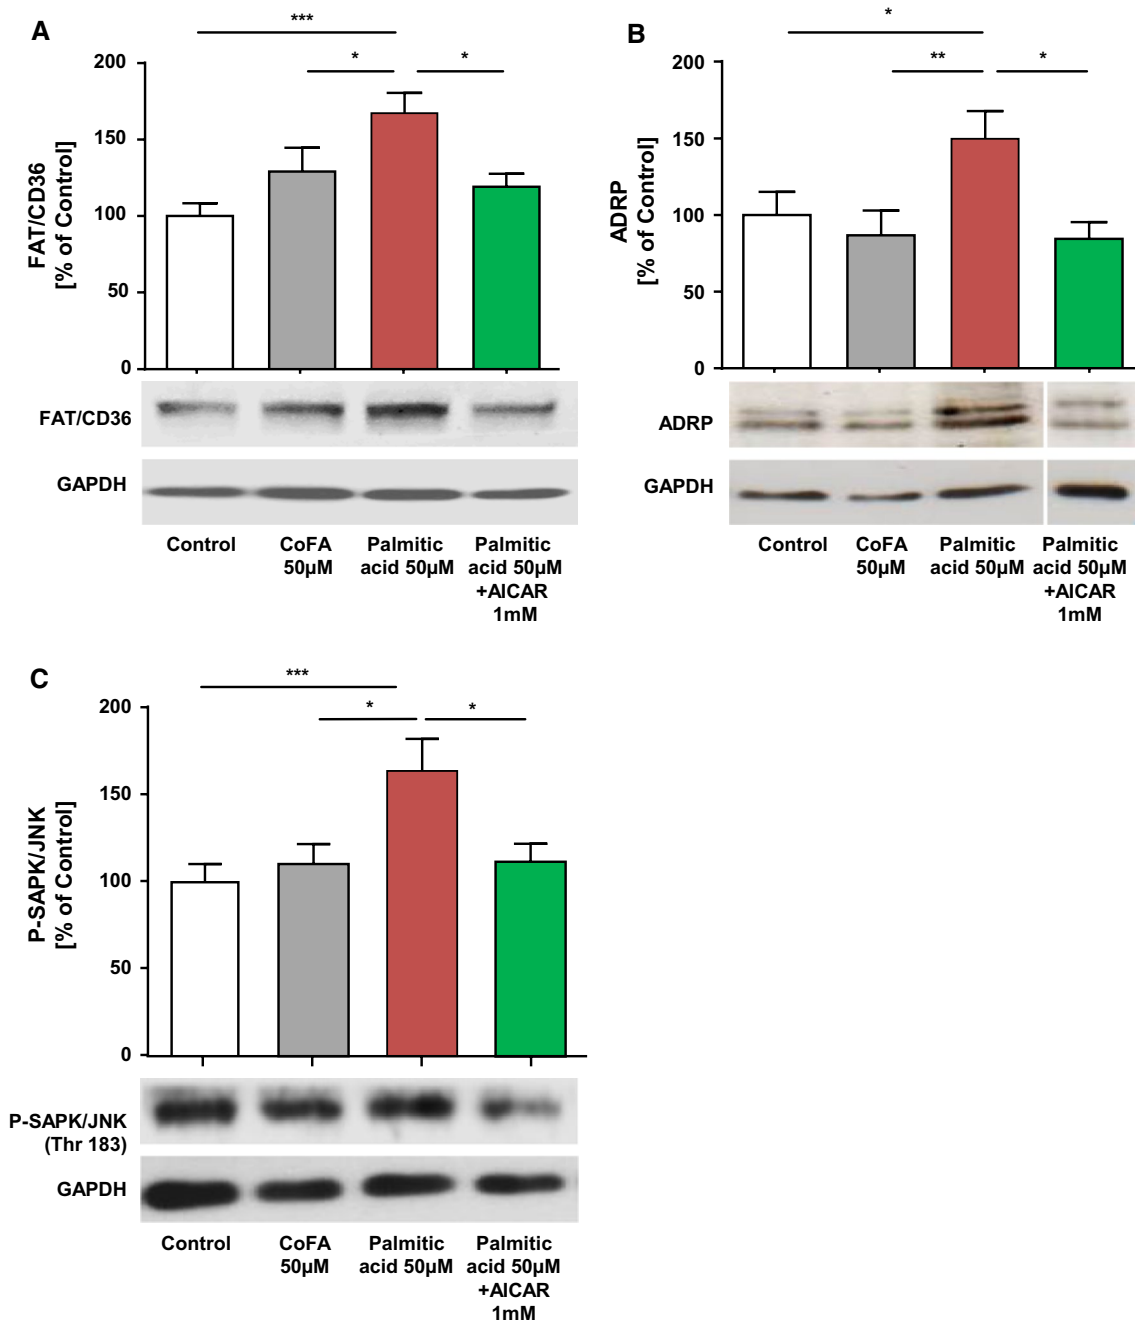 A
***
*
*
200
150
100
50
0
FAT/CD36
[% of Control]
FAT/CD36
GAPDH
Control
CoFA
50µM
Palmitic
acid 50µM
Palmitic
acid 50µM
+AICAR
1mM
B
*
**
*
200
150
100
50
0
ADRP
[% of Control]
ADRP
GAPDH
Control
CoFA
50µM
Palmitic
acid 50µM
Palmitic
acid 50µM
+AICAR
1mM
C
***
*
*
200
150
100
50
0
P-SAPK/JNK
[% of Control]
P-SAPK/JNK
(Thr 183)
GAPDH
Control
CoFA
50µM
Palmitic
acid 50µM
Palmitic
acid 50µM
+AICAR
1mM